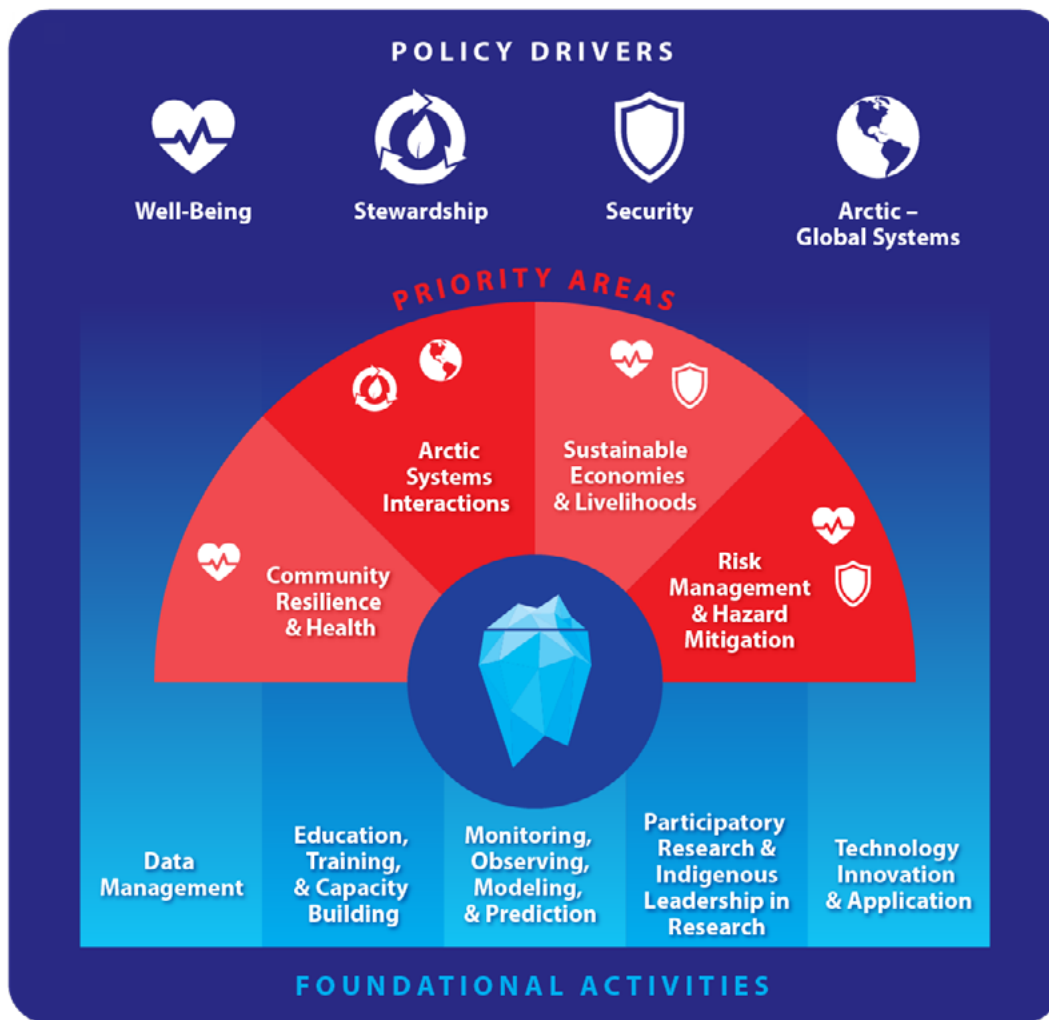 POLICY DRIVERS
Well-Being
Stewardship
Security
Arctic –
Global Systems
PRIORITY AREAS
Community
Resilience
& Health
Arctic
Systems
Interactions
Sustainable
Economies
& Livelihoods
Risk
Management
& Hazard
Mitigation
Data
Management
Education,
Training,
& Capacity
Building
Monitoring,
Observing,
Modeling,
& Prediction
Participatory
Research &
Indigenous
Leadership in
Research
Technology
Innovation
& Application
FOUNDATIONAL ACTIVITIES